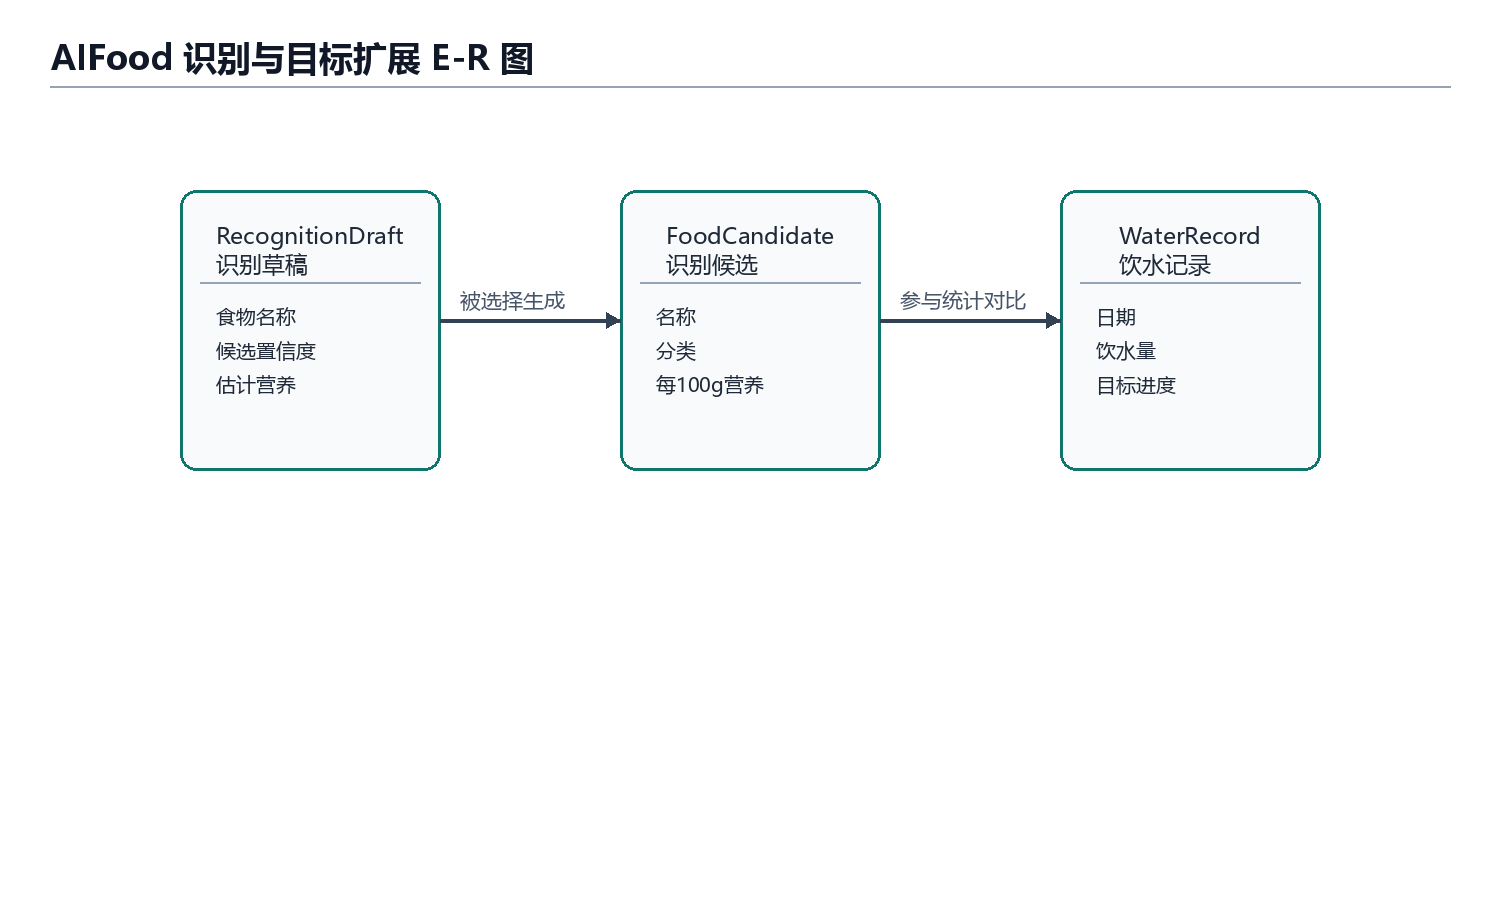 AIFood 识别与目标扩展 E-R 图
RecognitionDraft
识别草稿
食物名称
候选置信度
估计营养
被选择生成
FoodCandidate
识别候选
名称
分类
每100g营养
参与统计对比
WaterRecord
饮水记录
日期
饮水量
目标进度